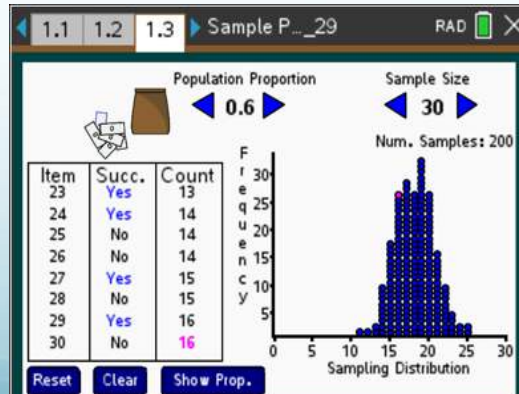 1.1 1.2 1.3 Sample P..._29 RAD
Population Proportion
0.6
Sample Size
30
Num. Samples: 200
Item Succ. Count
23 Yes 13
24 Yes 14
25 No 14
26 No 14
27 Yes 15
28 No 15
29 Yes 16
30 No 16
Frequency
30
25
20
15
10
5
0 5 10 15 20 25 30
Sampling Distribution
Reset Clear Show Prop.